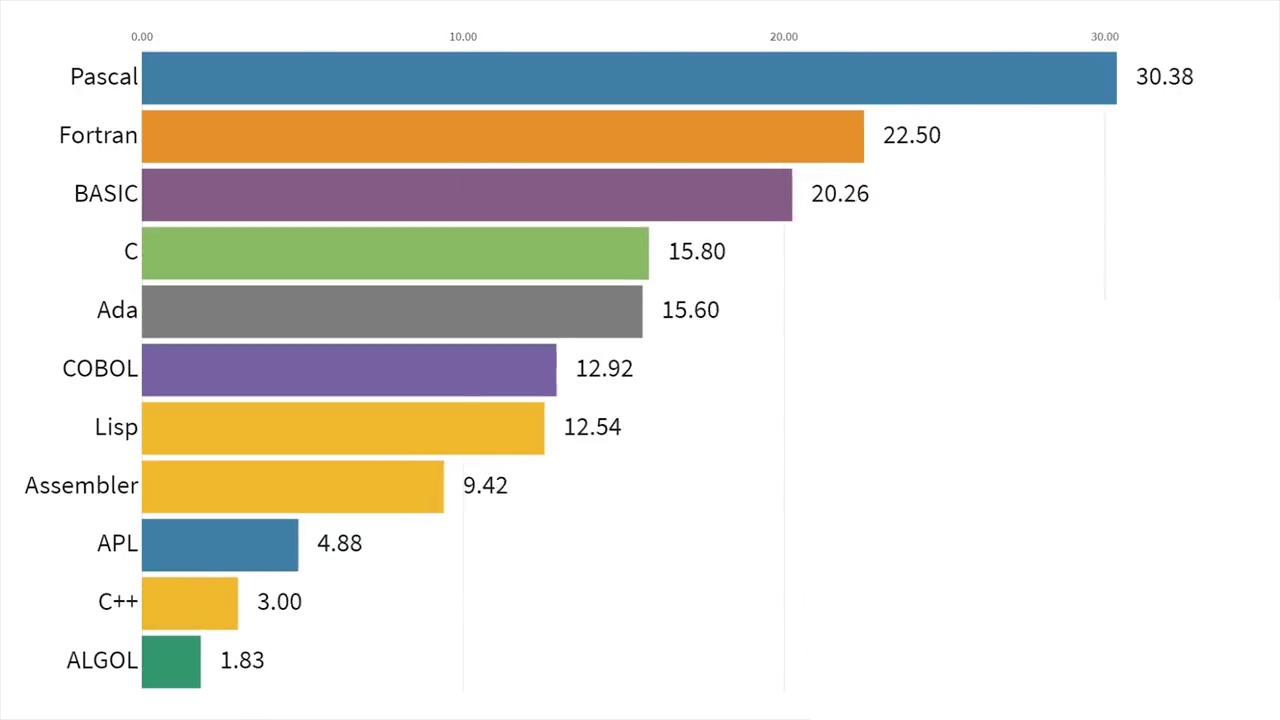 0.00 10.00 20.00 30.00
Pascal 30.38
Fortran 22.50
BASIC 20.26
C 15.80
Ada 15.60
COBOL 12.92
Lisp 12.54
Assembler 9.42
APL 4.88
C++ 3.00
ALGOL 1.83